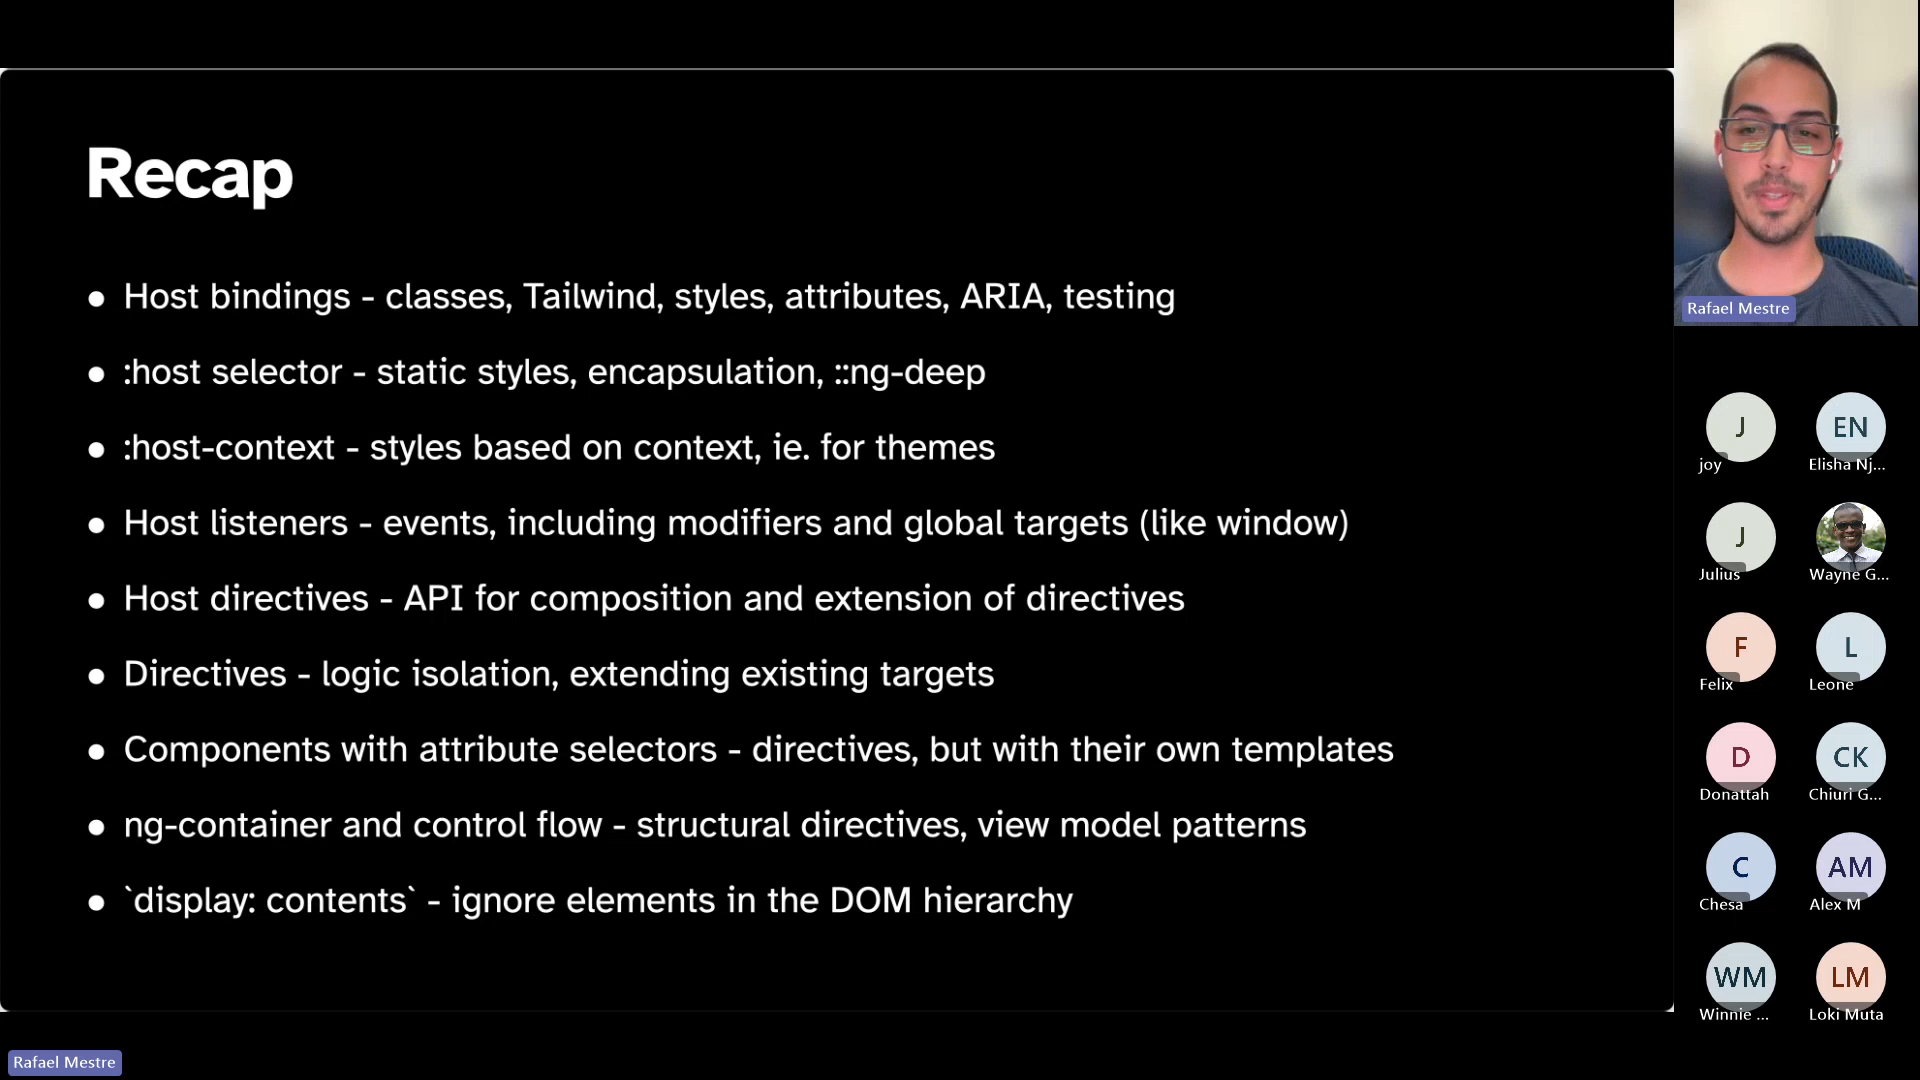 Recap
● Host bindings - classes, Tailwind, styles, attributes, ARIA, testing
● :host selector - static styles, encapsulation, ::ng-deep
● :host-context - styles based on context, ie. for themes
● Host listeners - events, including modifiers and global targets (like window)
● Host directives - API for composition and extension of directives
● Directives - logic isolation, extending existing targets
● Components with attribute selectors - directives, but with their own templates
● ng-container and control flow - structural directives, view model patterns
● `display: contents` - ignore elements in the DOM hierarchy
Rafael Mestre
Rafael Mestre
J EN
joy Elisha Nj...
J
Julius Wayne G...
F L
Felix Leone
D CK
Donattah Chiuri G...
C AM
Chesa Alex M
WM LM
Winnie ... Loki Muta